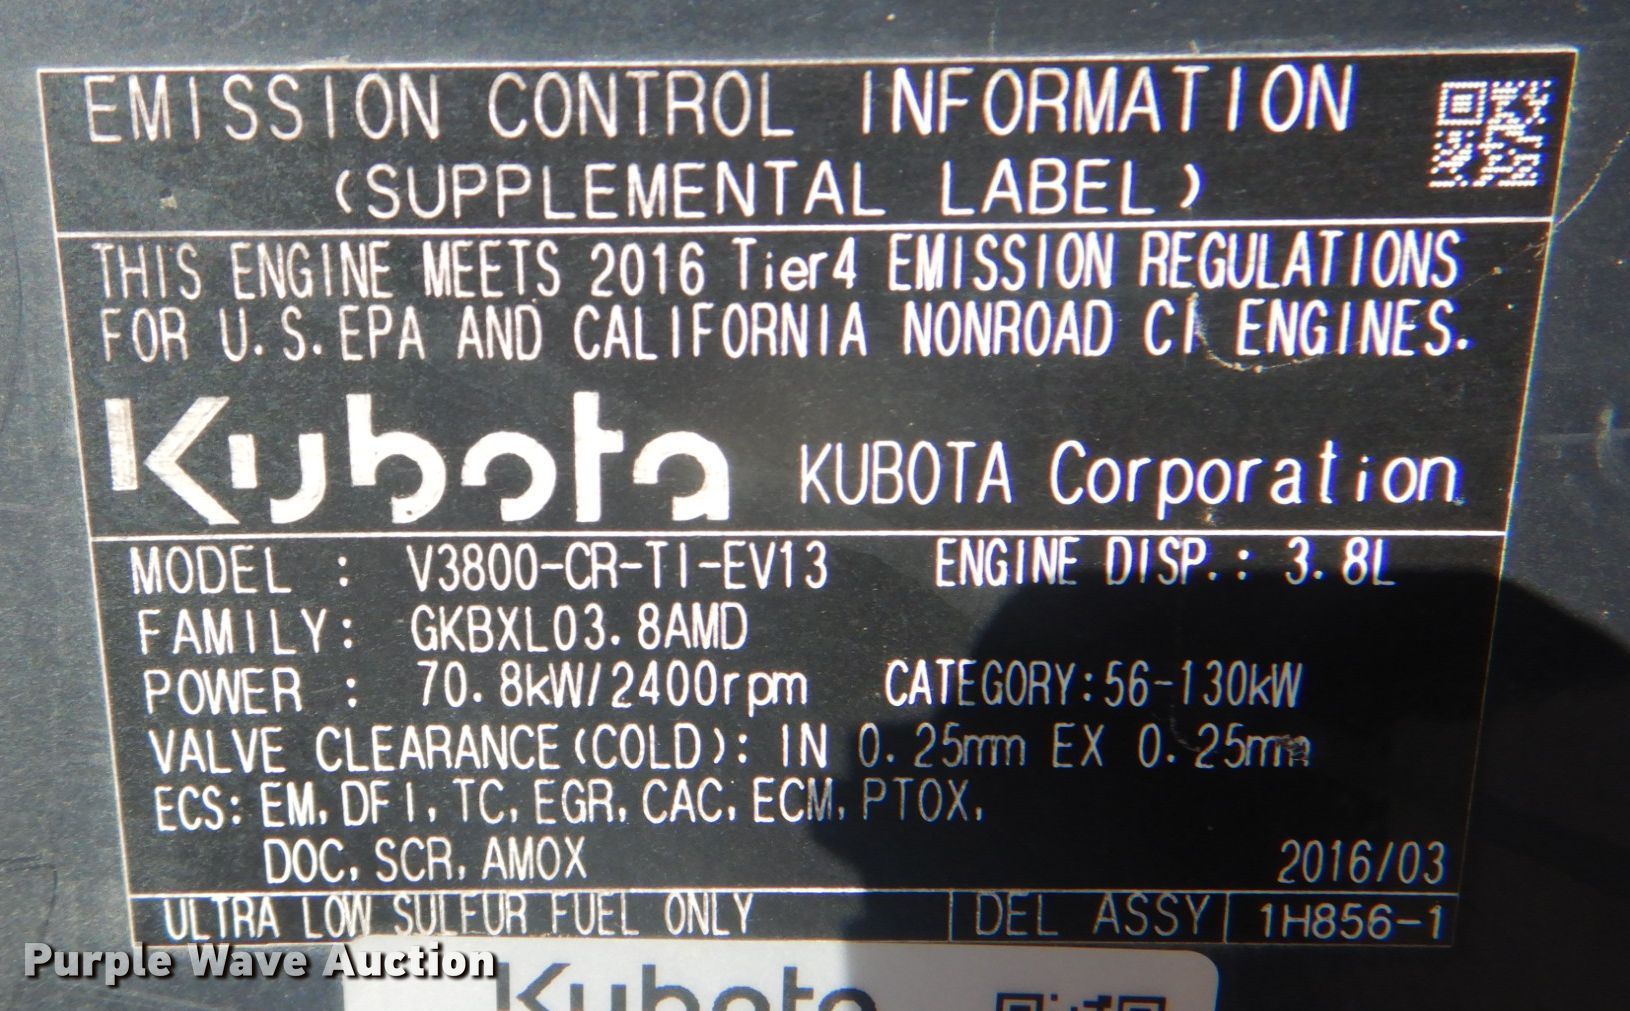 EMISSION CONTROL INFORMATION
(SUPPLEMENTAL LABEL)
THIS ENGINE MEETS 2016 Tier4 EMISSION REGULATIONS
FOR U.S.EPA AND CALIFORNIA NONROAD CI ENGINES.
Kubota KUBOTA Corporation
MODEL : V3800-CR-TI-EV13 ENGINE DISP.: 3.8L
FAMILY: GKBXL03.8AMD
POWER : 70.8kW/2400rpm CATEGORY:56-130kW
VALVE CLEARANCE(COLD): IN 0.25mm EX 0.25mm
ECS: EM, DFI, TC, EGR, CAC, ECM, PTOX,
DOC, SCR, AMOX 2016/03
ULTRA LOW SULFUR FUEL ONLY DEL ASSY 1H856-1
Purple Wave Auction
Kubota